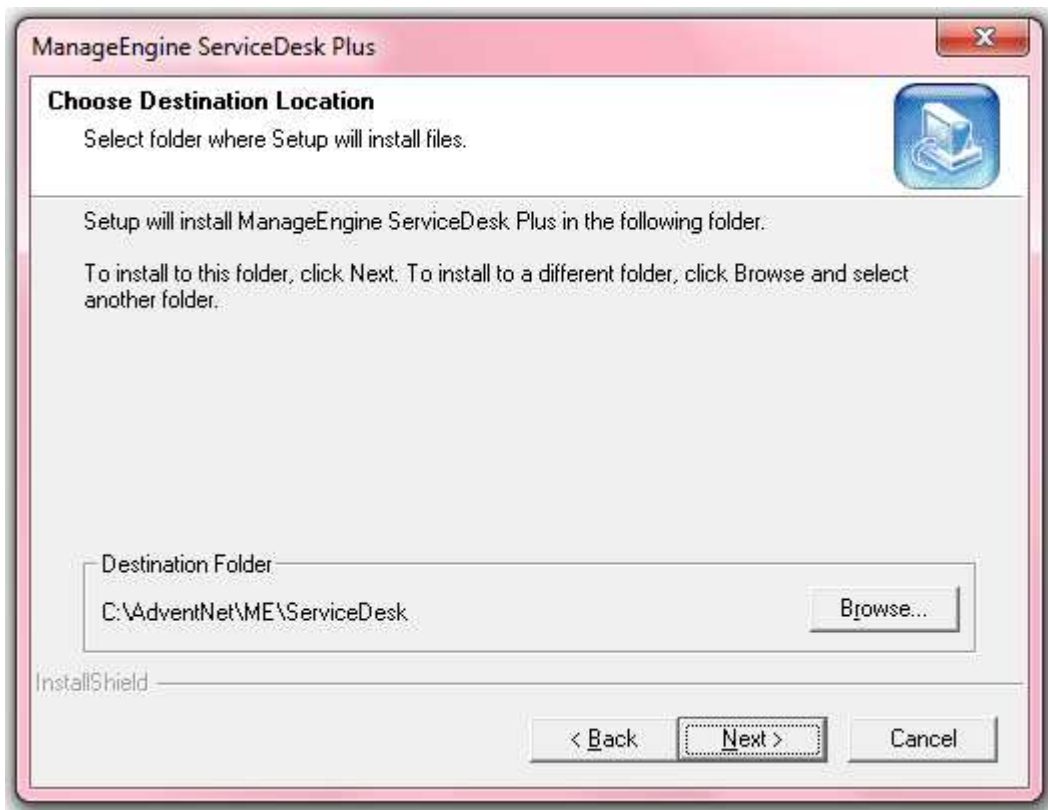 ManageEngine ServiceDesk Plus
Choose Destination Location
Select folder where Setup will install files.
Setup will install ManageEngine ServiceDesk Plus in the following folder.
To install to this folder, click Next. To install to a different folder, click Browse and select
another folder.
Destination Folder
C:\AdventNet\ME\ServiceDesk
Browse...
InstallShield
< Back
Next >
Cancel